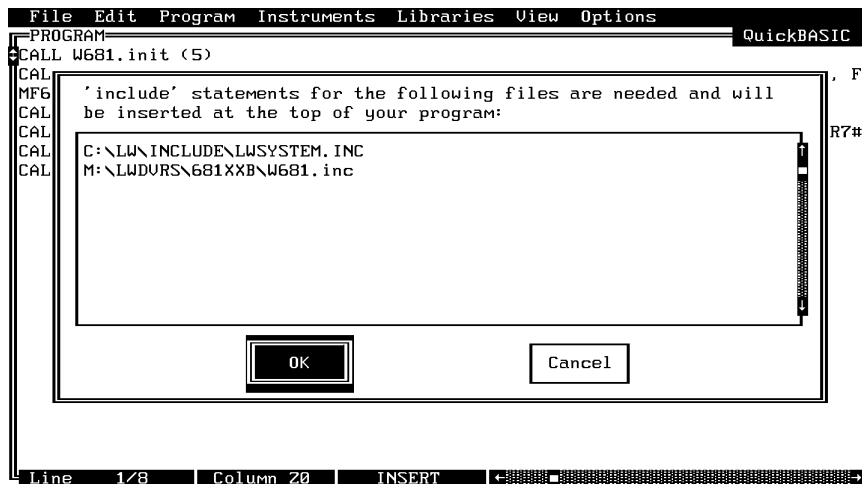 File Edit Program Instruments Libraries View Options
PROGRAM QuickBASIC
CALL W681.init (5)
CAL , F
MF6 'include' statements for the following files are needed and will
CAL be inserted at the top of your program:
CAL R7#
CAL C:\LW\INCLUDE\LWSYSTEM.INC
CAL M:\LWDVRS\681XXB\W681.inc
OK Cancel
Line 1/8 Column 20 INSERT